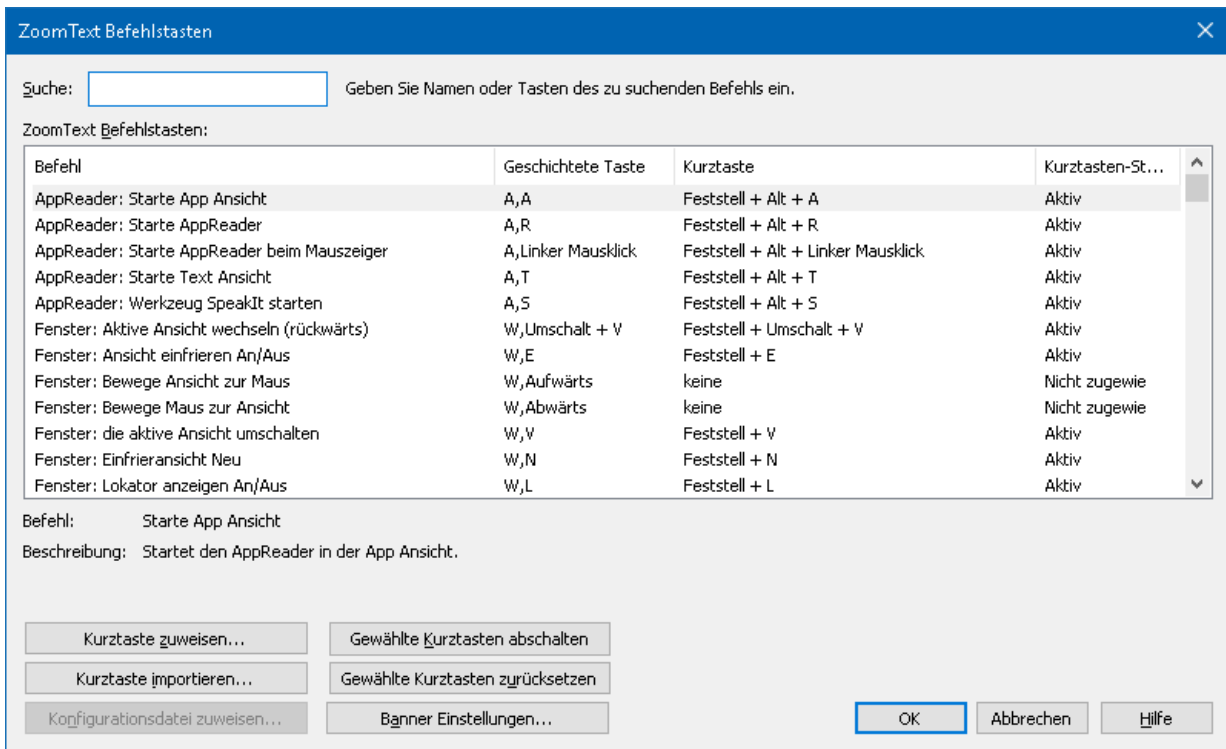 ZoomText Befehlstasten
Suche: Geben Sie Namen oder Tasten des zu suchenden Befehls ein.
ZoomText Befehlstasten:
Befehl Geschichtete Taste Kurztaste Kurztasten-St...
AppReader: Starte App Ansicht A,A Feststell + Alt + A Aktiv
AppReader: Starte AppReader A,R Feststell + Alt + R Aktiv
AppReader: Starte AppReader beim Mauszeiger A,Linker Mausklick Feststell + Alt + Linker Mausklick Aktiv
AppReader: Starte Text Ansicht A,T Feststell + Alt + T Aktiv
AppReader: Werkzeug SpeakIt starten A,S Feststell + Alt + S Aktiv
Fenster: Aktive Ansicht wechseln (rückwärts) W,Umschalt + V Feststell + Umschalt + V Aktiv
Fenster: Ansicht einfrieren An/Aus W,E Feststell + E Aktiv
Fenster: Bewege Ansicht zur Maus W,Aufwärts keine Nicht zugewie
Fenster: Bewege Maus zur Ansicht W,Abwärts keine Nicht zugewie
Fenster: die aktive Ansicht umschalten W,V Feststell + V Aktiv
Fenster: Einfrieransicht Neu W,N Feststell + N Aktiv
Fenster: Lokator anzeigen An/Aus W,L Feststell + L Aktiv
Befehl: Starte App Ansicht
Beschreibung: Startet den AppReader in der App Ansicht.
Kurztaste zuweisen... Gewählte Kurztasten abschalten
Kurztaste importieren... Gewählte Kurztasten zurücksetzen
Konfigurationsdatei zuweisen... Banner Einstellungen... OK Abbrechen Hilfe